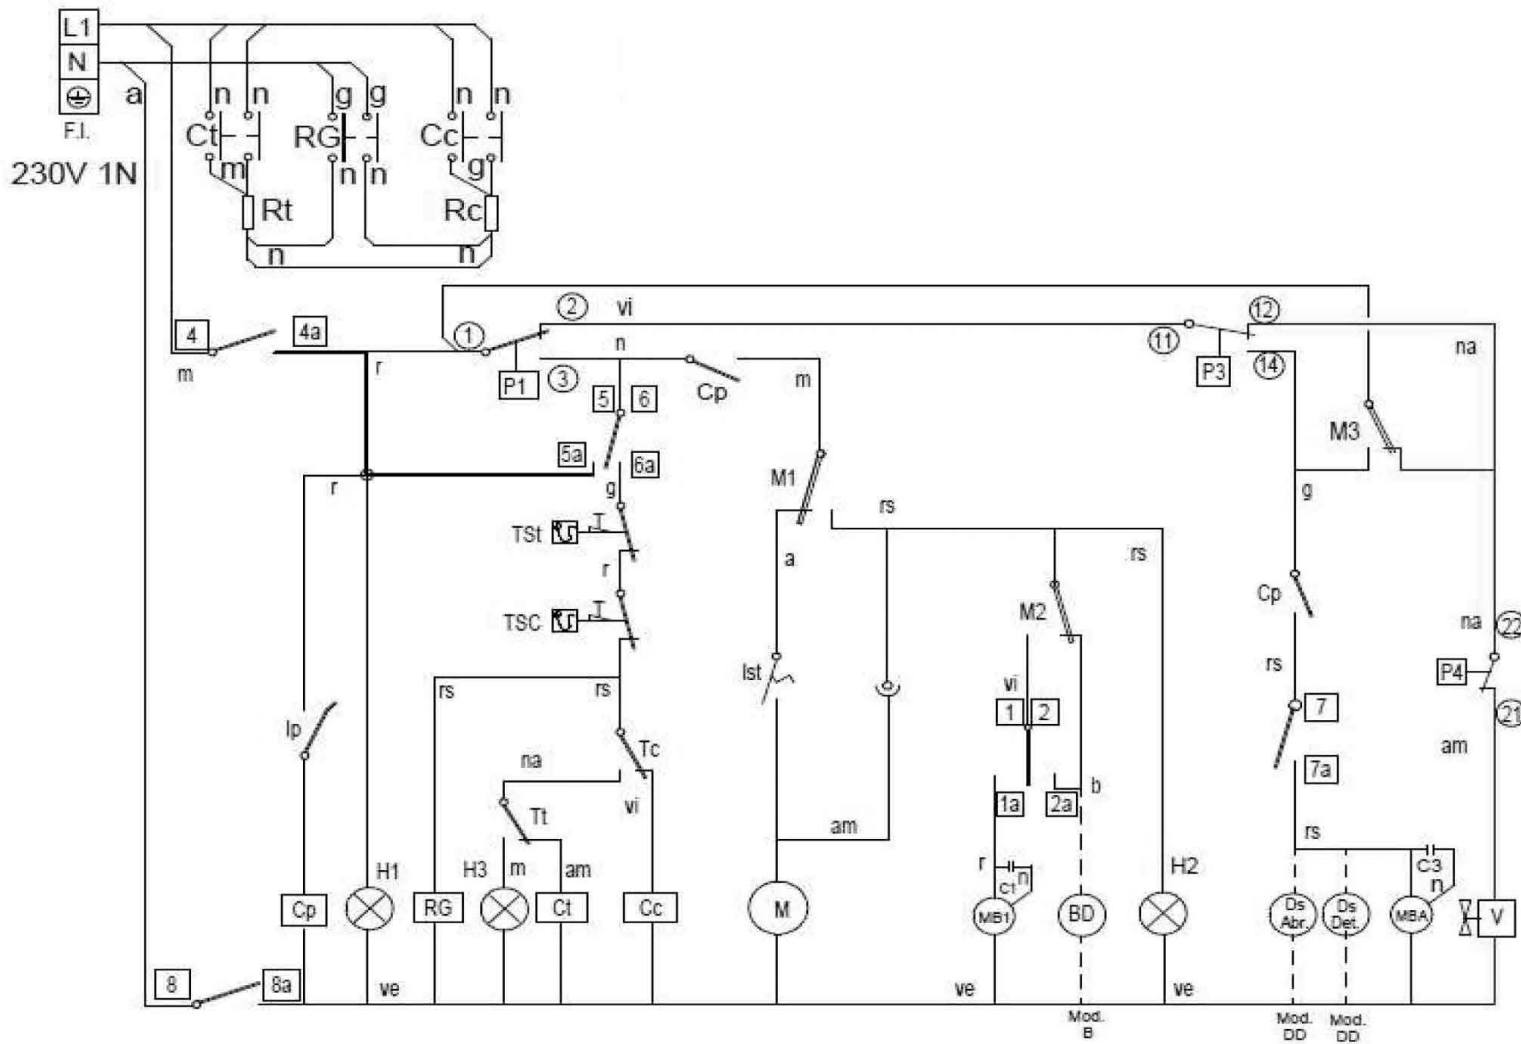 L1
N
a
F.I.
230V 1N
n n g g n n
Ct RG Cc
m n n g
Rt Rc
n n
4 4a 1 2 vi 11 12
m r P1 3 n Cp m P3 14 na
5 6
M3
5a 6a M1
r g rs g
TSt T
a rs
r
TSC T
M2 Cp
na 22
Ist rs P4
rs rs vi
1 2 7 21
Ip Tc am
na 7a
vi 1a 2a b
Tt am rs
H1 H3 m am r C1 n H2 C3 n
Cp RG Ct Cc M MB1 BD Ds Abr. Ds Det. MBA V
8 8a ve ve ve
Mod. B Mod. DD Mod. DD